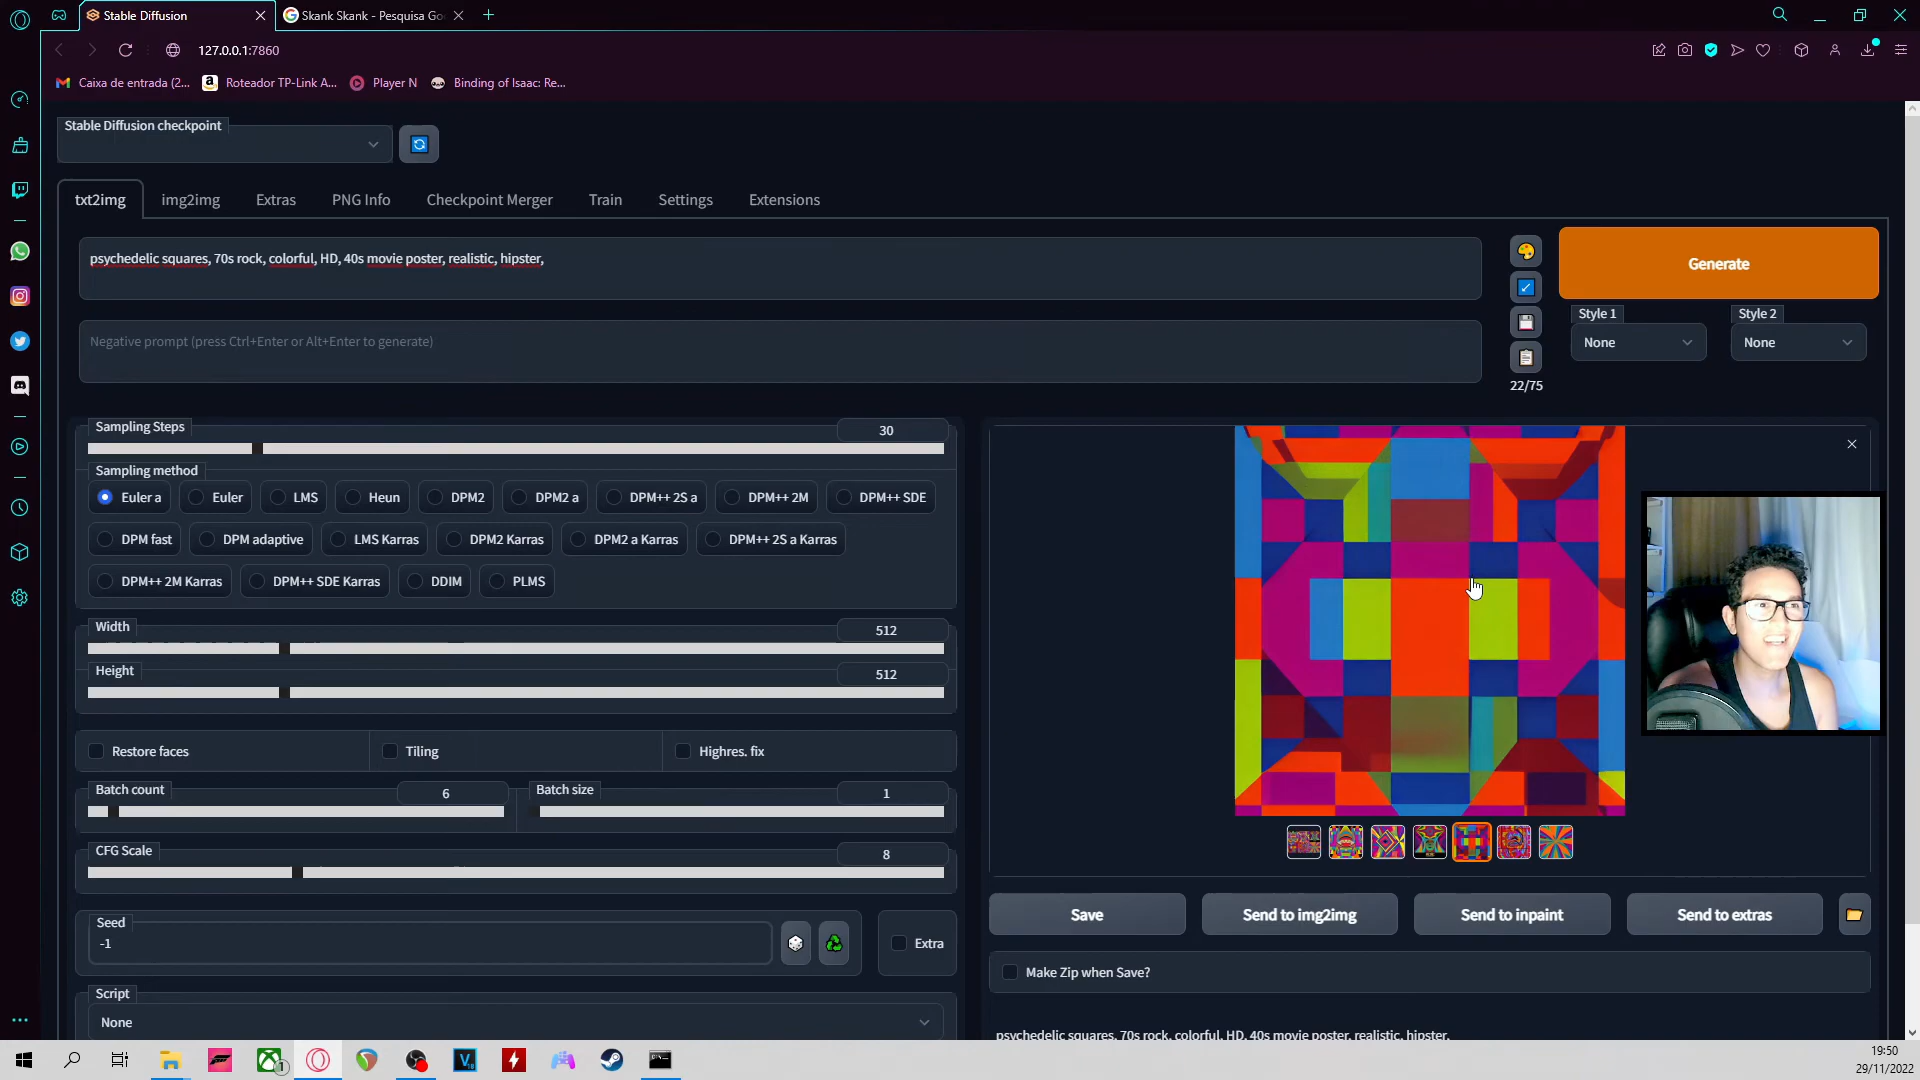 Stable Diffusion
Skank Skank - Pesquisa Go
127.0.0.1:7860
Caixa de entrada (2...
Roteador TP-Link A...
Player N
Binding of Isaac: Re...
Stable Diffusion checkpoint
txt2img
img2img
Extras
PNG Info
Checkpoint Merger
Train
Settings
Extensions
psychedelic squares, 70s rock, colorful, HD, 40s movie poster, realistic, hipster,
Generate
Style 1
Style 2
None
None
Negative prompt (press Ctrl+Enter or Alt+Enter to generate)
22/75
Sampling Steps
30
Sampling method
Euler a
Euler
LMS
Heun
DPM2
DPM2 a
DPM++ 2S a
DPM++ 2M
DPM++ SDE
DPM fast
DPM adaptive
LMS Karras
DPM2 Karras
DPM2 a Karras
DPM++ 2S a Karras
DPM++ 2M Karras
DPM++ SDE Karras
DDIM
PLMS
Width
512
Height
512
Restore faces
Tiling
Highres. fix
Batch count
6
Batch size
1
CFG Scale
8
Seed
-1
Extra
Script
None
Save
Send to img2img
Send to inpaint
Send to extras
Make Zip when Save?
psychedelic squares, 70s rock, colorful, HD, 40s movie poster, realistic, hipster,
1
19:50
29/11/2022